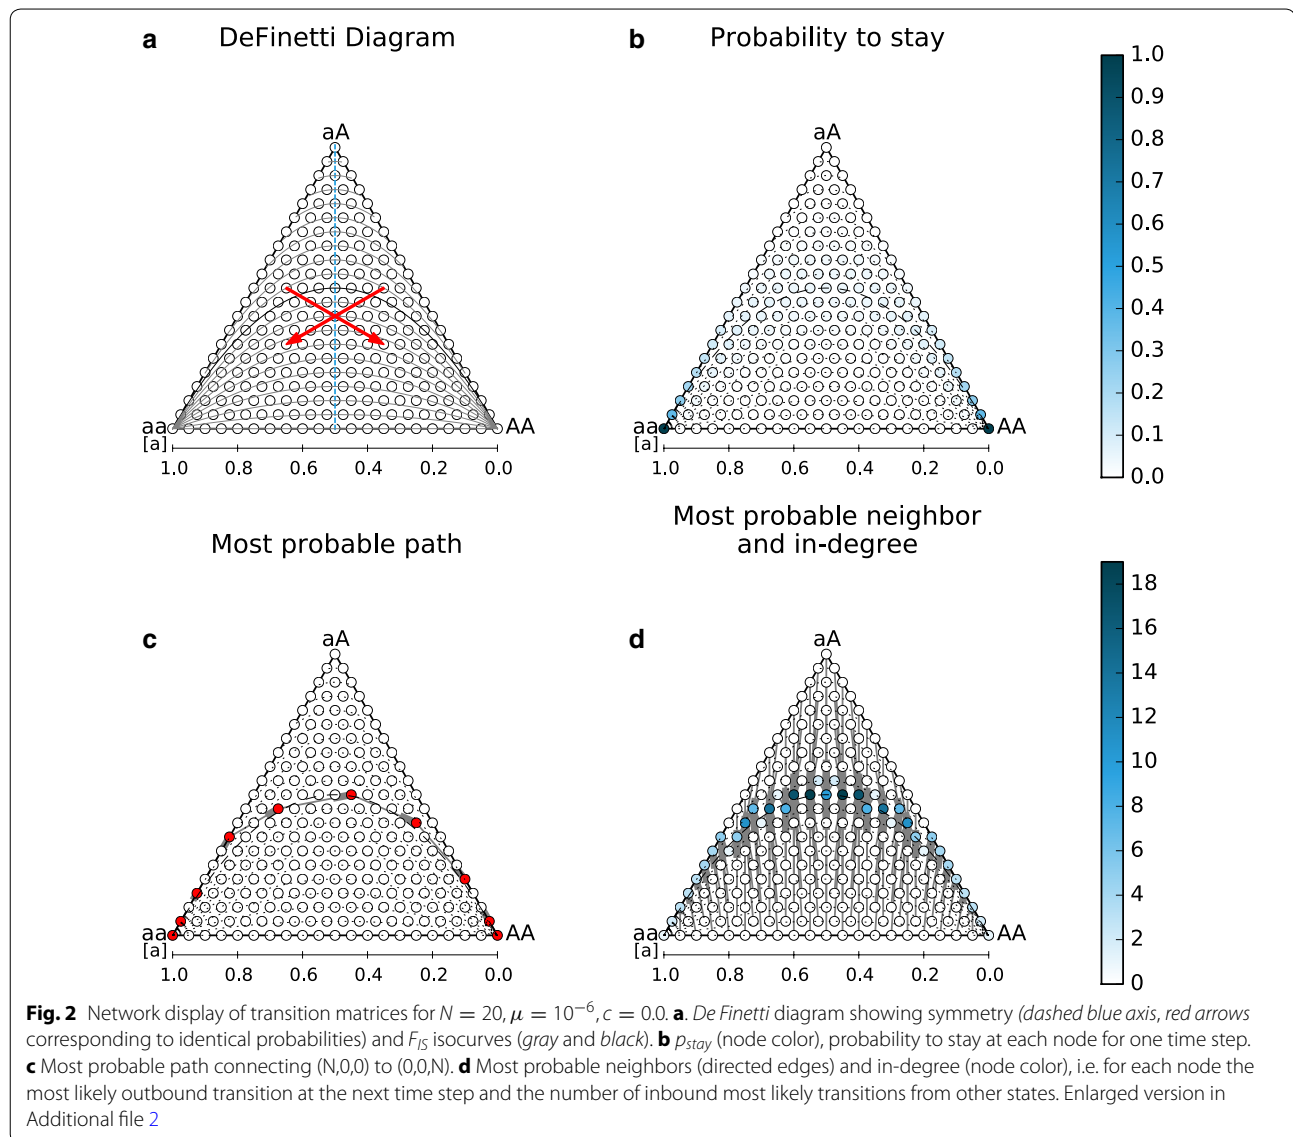 a DeFinetti Diagram
b Probability to stay
1.0
0.9
0.8
0.7
0.6
0.5
0.4
0.3
0.2
0.1
0.0
aA
aa
[a]
AA
1.0 0.8 0.6 0.4 0.2 0.0
aA
aa
[a]
AA
1.0 0.8 0.6 0.4 0.2 0.0
c Most probable path
d Most probable neighbor
and in-degree
18
16
14
12
10
8
6
4
2
0
aA
aa
[a]
AA
1.0 0.8 0.6 0.4 0.2 0.0
aA
aa
[a]
AA
1.0 0.8 0.6 0.4 0.2 0.0
Fig. 2 Network display of transition matrices for N = 20, μ = 10⁻⁶, c = 0.0. a. De Finetti diagram showing symmetry (dashed blue axis, red arrows
corresponding to identical probabilities) and F_IS isocurves (gray and black). b p_stay (node color), probability to stay at each node for one time step.
c Most probable path connecting (N,0,0) to (0,0,N). d Most probable neighbors (directed edges) and in-degree (node color), i.e. for each node the
most likely outbound transition at the next time step and the number of inbound most likely transitions from other states. Enlarged version in
Additional file 2